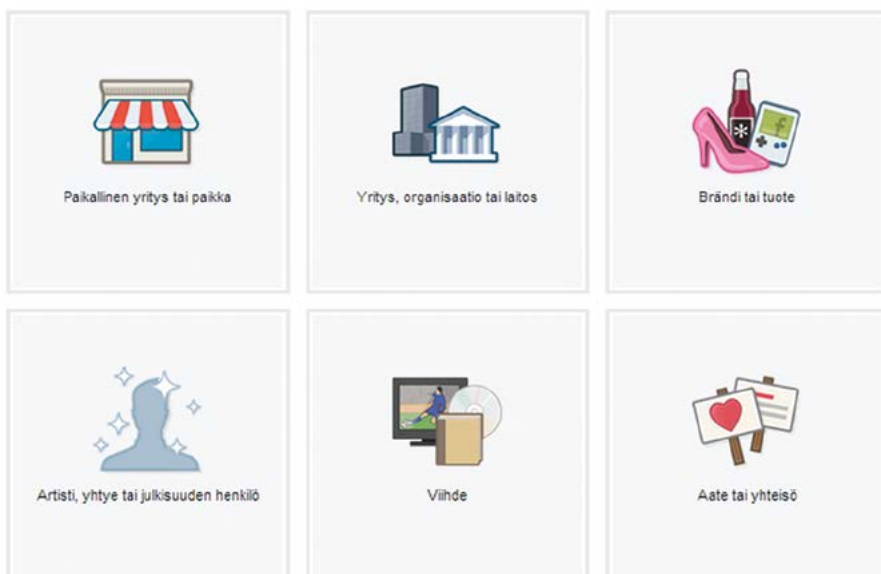 Paikallinen yritys tai paikka
Yritys, organisaatio tai laitos
Brändi tai tuote
Artisti, yhtye tai julkisuuden henkilö
Viihde
Aate tai yhteisö